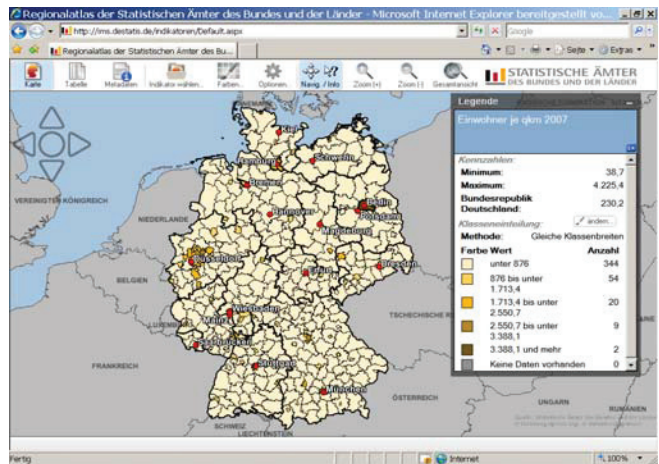 Regionalatlas der Statistischen Ämter des Bundes und der Länder - Microsoft Internet Explorer bereitgestellt vo...
http://ims.destatis.de/indikatoren/Default.aspx
Google
Regionalatlas der Statistischen Ämter des Bu...
Seite
Extras
Karte
Tabelle
Metadaten
Indikator wählen...
Farben...
Optionen...
Navig. / Info
Zoom (+)
Zoom (-)
Gesamtansicht
STATISTISCHE ÄMTER
DES BUNDES UND DER LÄNDER
Legende
Einwohner je qkm 2007
Kennzahlen:
Minimum: 38,7
Maximum: 4.225,4
Bundesrepublik
Deutschland: 230,2
Klasseneinteilung:
ändern...
Methode: Gleiche Klassenbreiten
Farbe Wert Anzahl
unter 876 344
876 bis unter 54
1.713,4
1.713,4 bis unter 20
2.550,7
2.550,7 bis unter 9
3.388,1
3.388,1 und mehr 2
Keine Daten vorhanden 0
Kiel
Hamburg
Schwerin
Bremen
VEREINIGTES KÖNIGREICH
NIEDERLANDE
Hannover
Berlin
Potsdam
Magdeburg
Düsseldorf
Erfurt
Dresden
BELGIEN
Wiesbaden
Mainz
LUXEMBURG
Saarbrücken
TSCHECHISCHE R
FRANKREICH
Stuttgart
München
ÖSTERREICH
UNGARN
RUMÄNIEN
SCHWEIZ
LIECHTENSTEIN
Fertig
Internet
100%